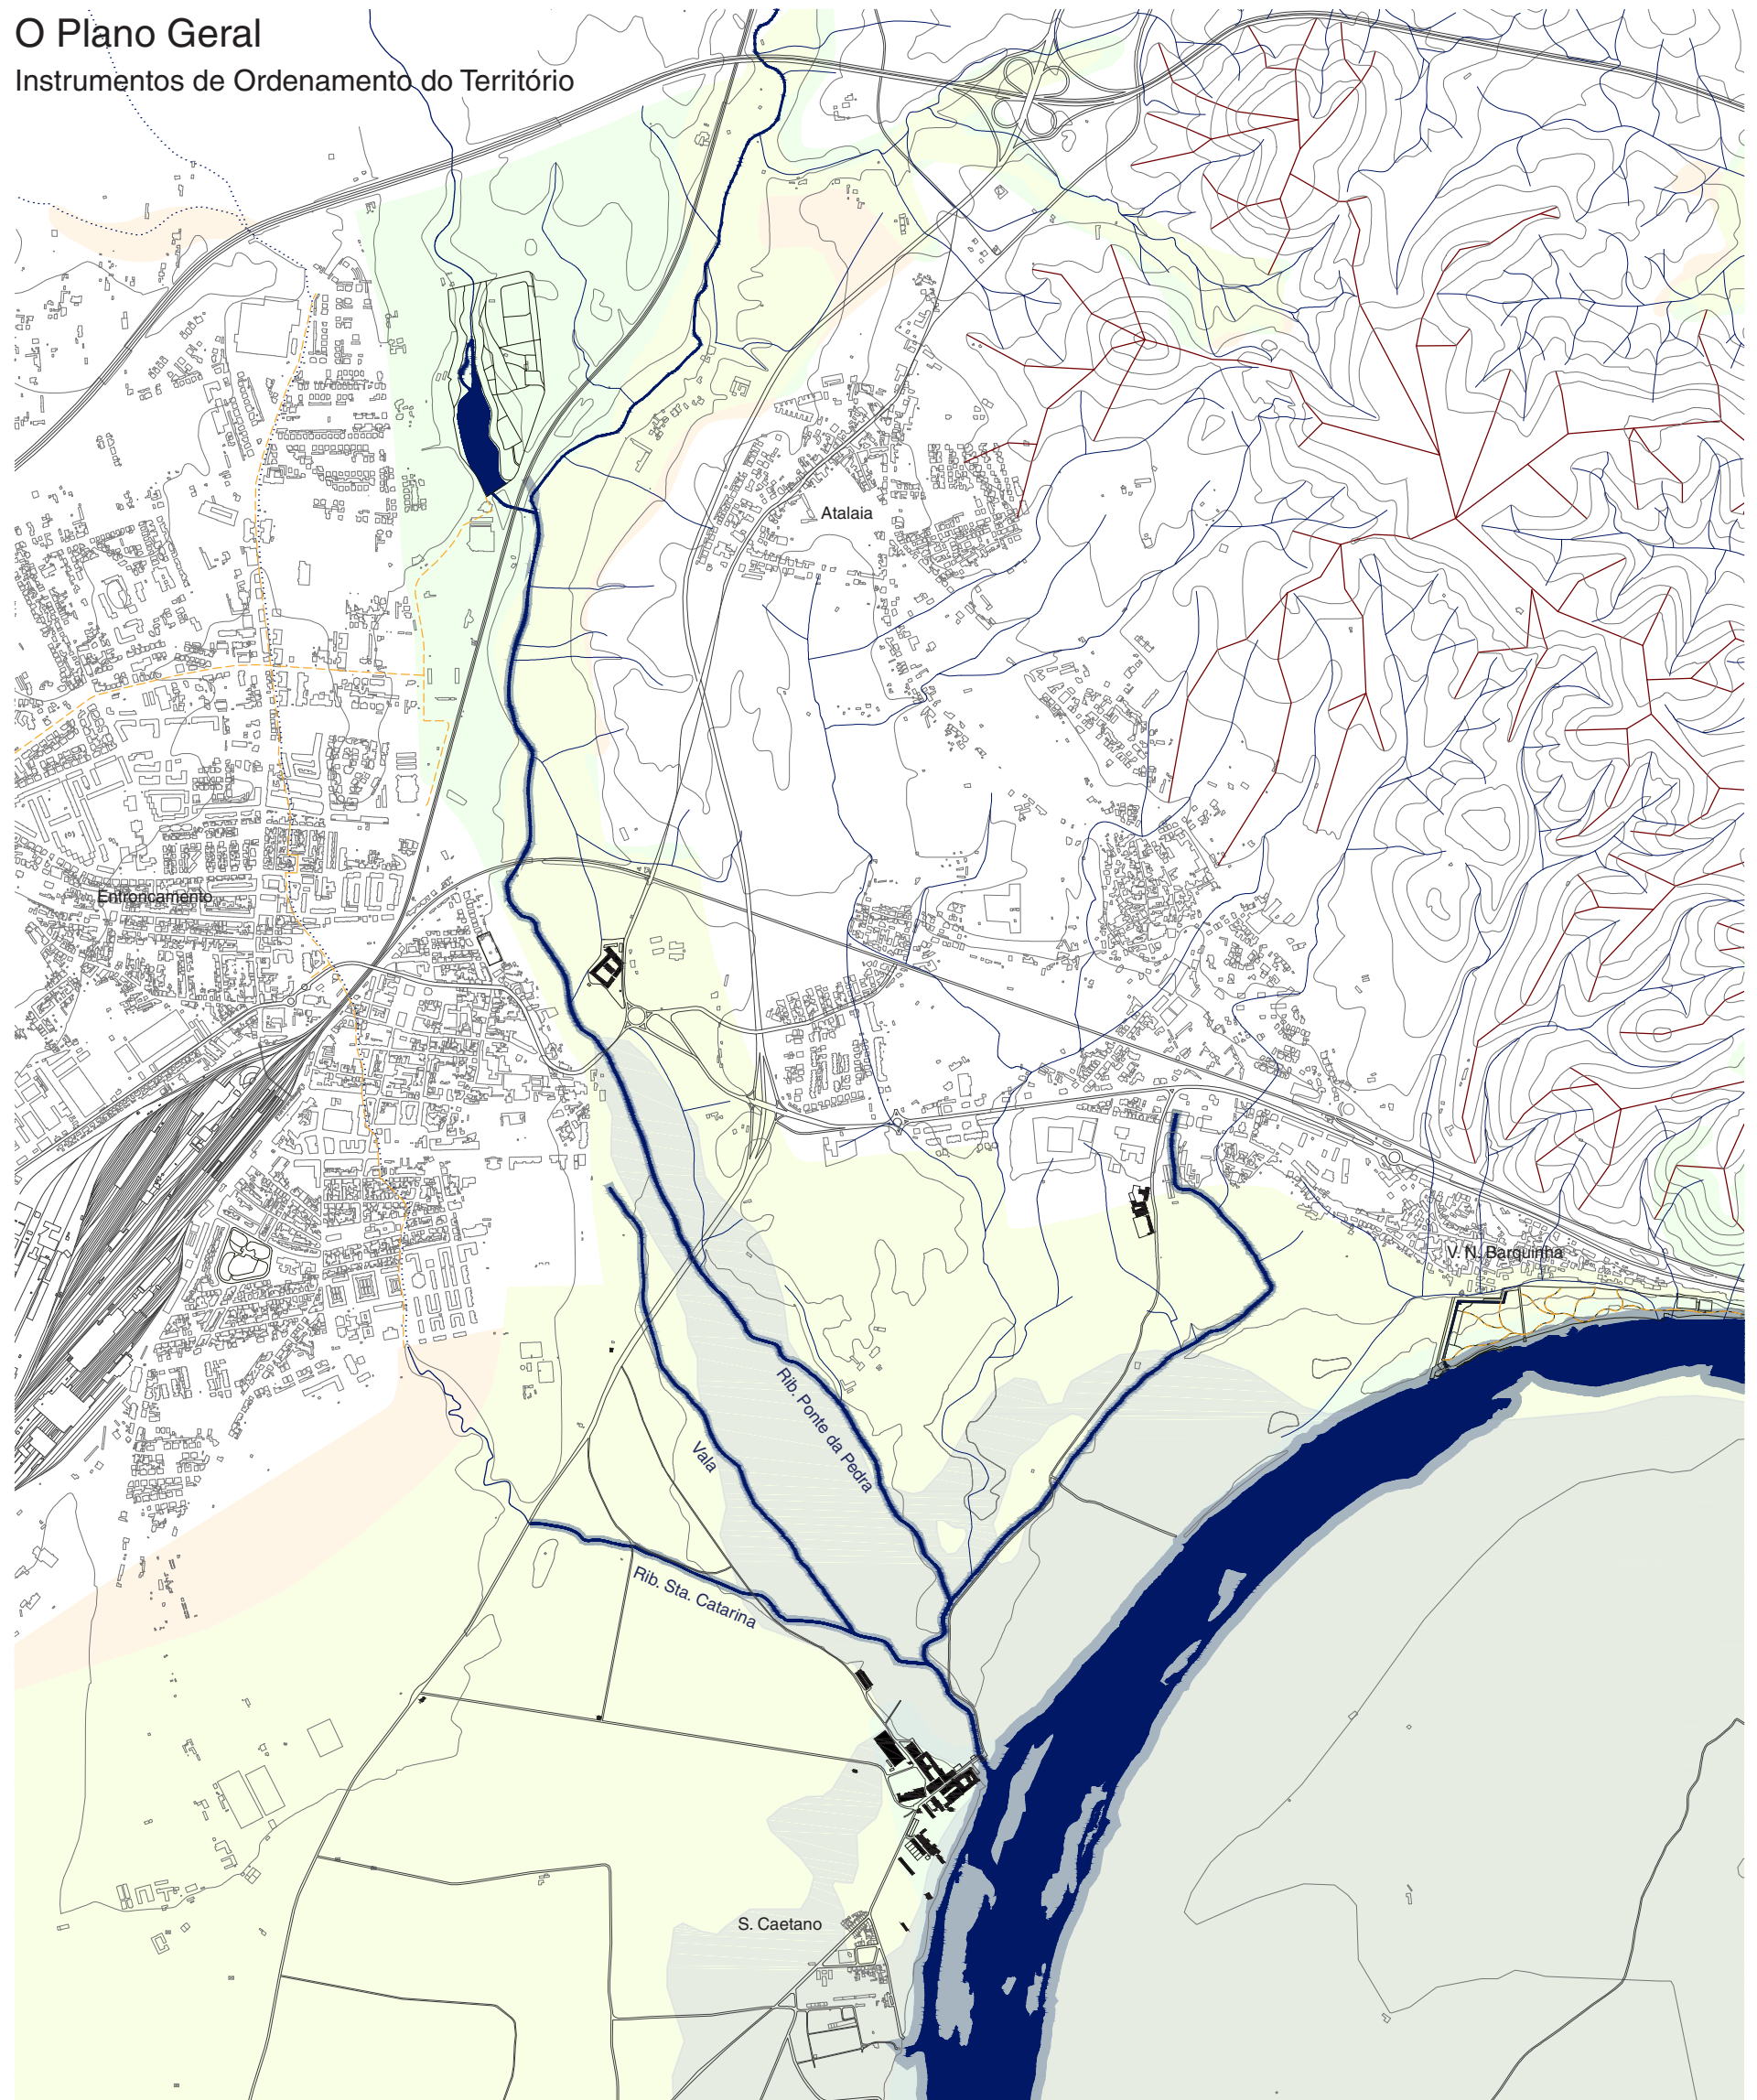 O Plano Geral
Instrumentos de Ordenamento do Território
Atalaia
Entroncamento
V. N. Barquinha
Rib. Ponte da Pedra
Vala
Rib. Sta. Catarina
S. Caetano